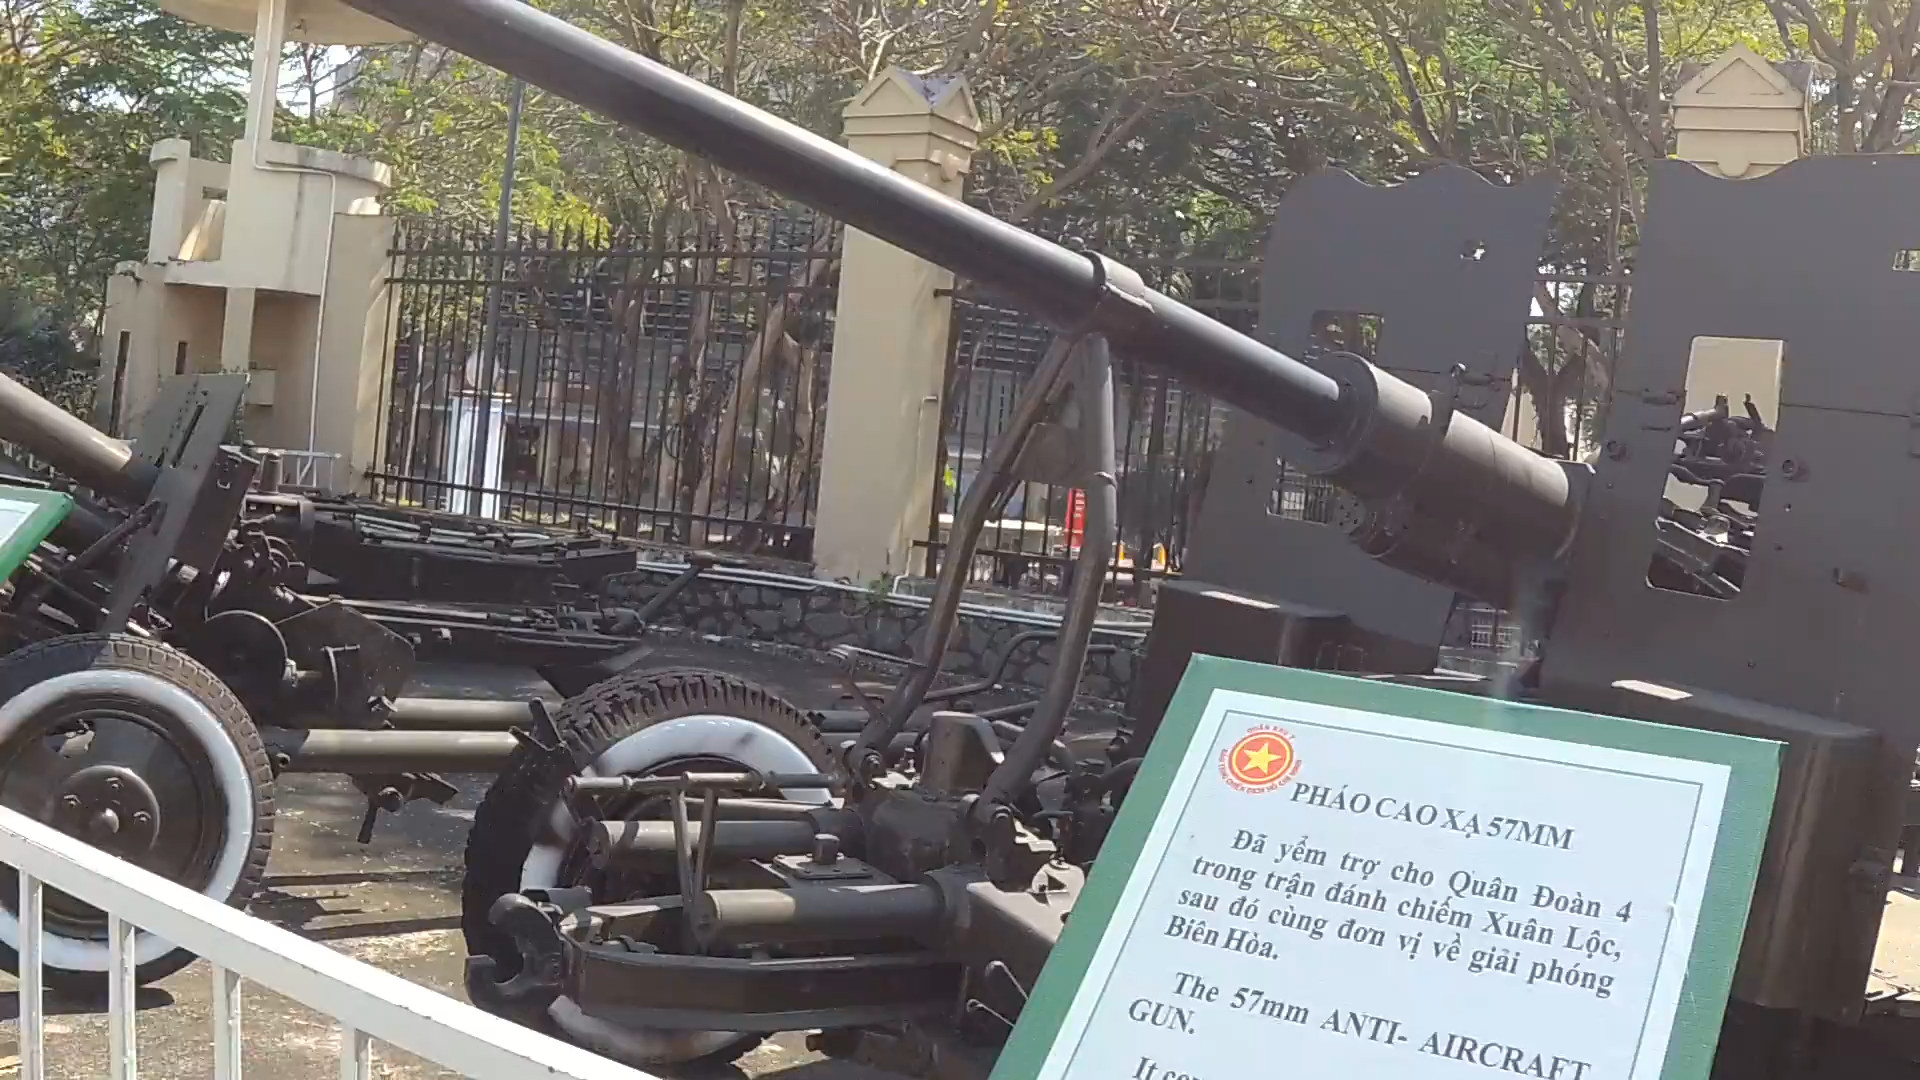 PHÁO CAO XẠ 57MM
Đã yểm trợ cho Quân Đoàn 4
trong trận đánh chiếm Xuân Lộc,
sau đó cùng đơn vị về giải phóng
Biên Hòa.
The 57mm ANTI- AIRCRAFT
GUN.
It